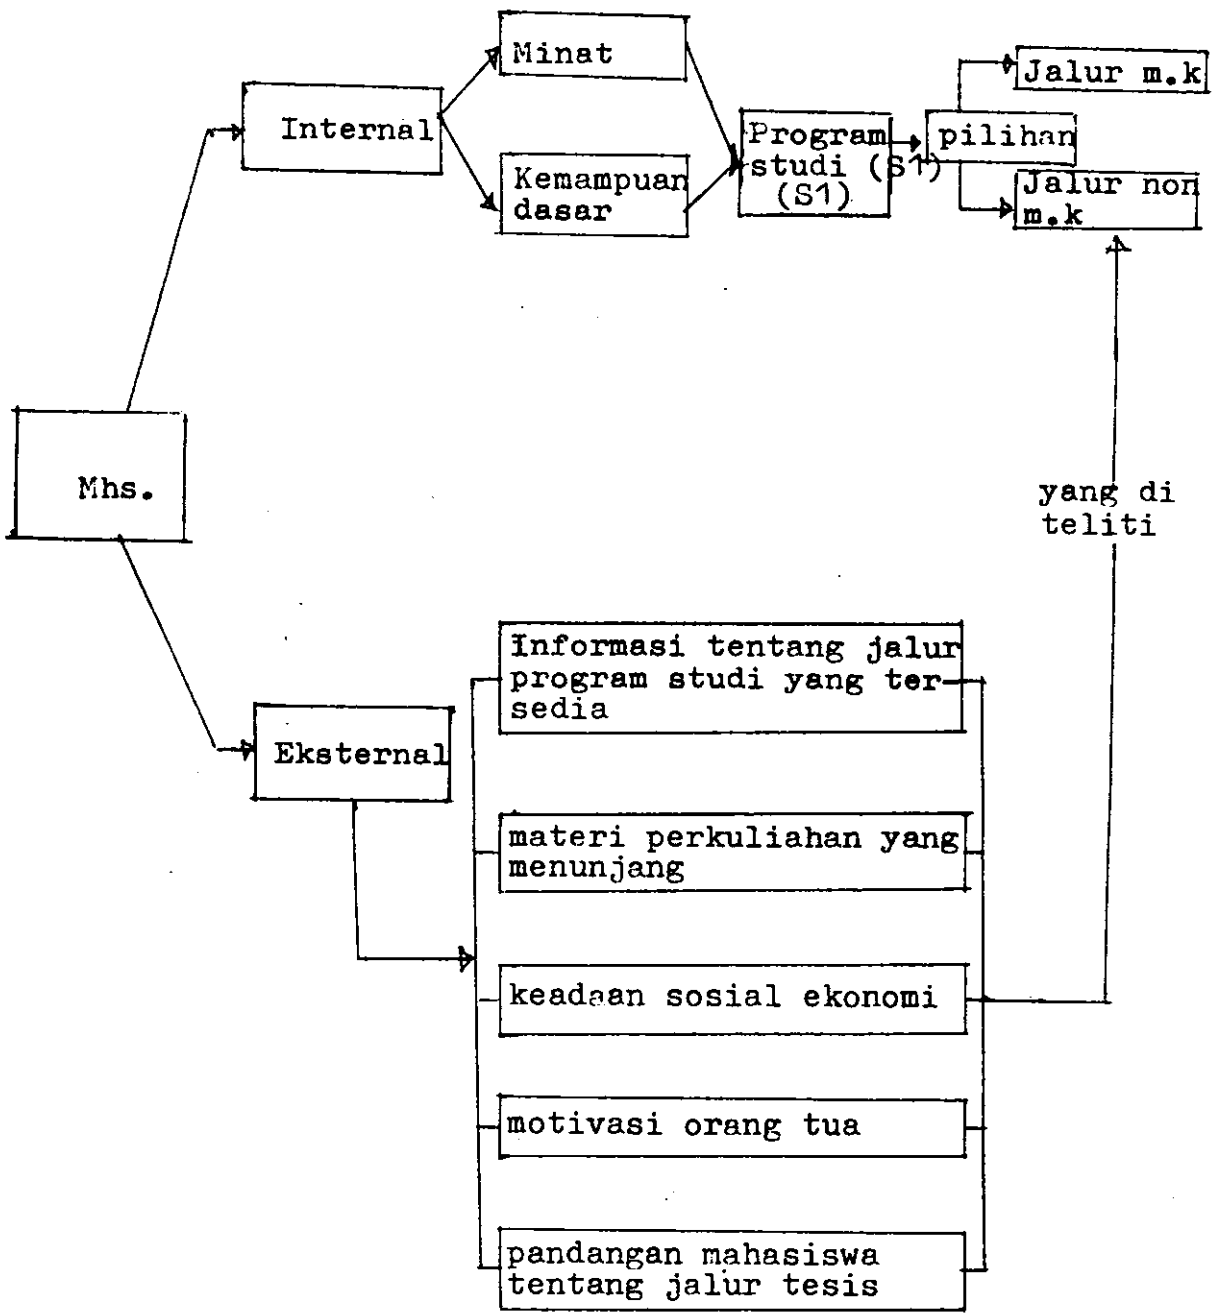 Minat
Jalur m.k
Internal
Program
studi (S1)
(S1)
pilihan
Kemampuan
dasar
Jalur non
m.k
Mhs.
yang di
teliti
Informasi tentang jalur
program studi yang ter
sedia
Eksternal
materi perkuliahan yang
menunjang
keadaan sosial ekonomi
motivasi orang tua
pandangan mahasiswa
tentang jalur tesis